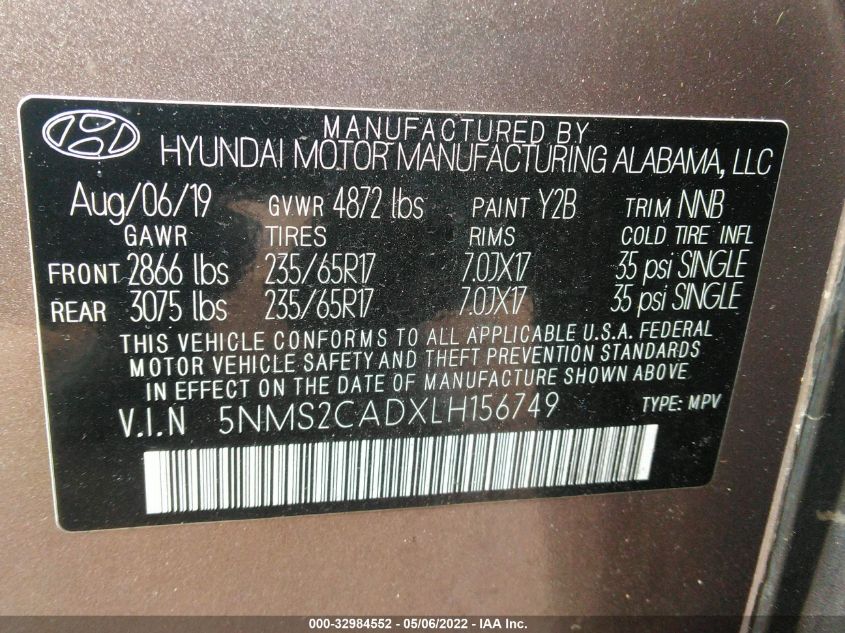 MANUFACTURED BY
HYUNDAI MOTOR MANUFACTURING ALABAMA, LLC
Aug/06/19 GVWR 4872 lbs PAINT Y2B TRIM NNB
GAWR TIRES RIMS COLD TIRE INFL
FRONT 2866 lbs 235/65R17 7.0JX17 35 psi SINGLE
REAR 3075 lbs 235/65R17 7.0JX17 35 psi SINGLE
THIS VEHICLE CONFORMS TO ALL APPLICABLE U.S.A. FEDERAL
MOTOR VEHICLE SAFETY AND THEFT PREVENTION STANDARDS
IN EFFECT ON THE DATE OF MANUFACTURE SHOWN ABOVE.
V.I.N 5NMS2CADXLH156749 TYPE: MPV
000-32984552 - 05/06/2022 - IAA Inc.